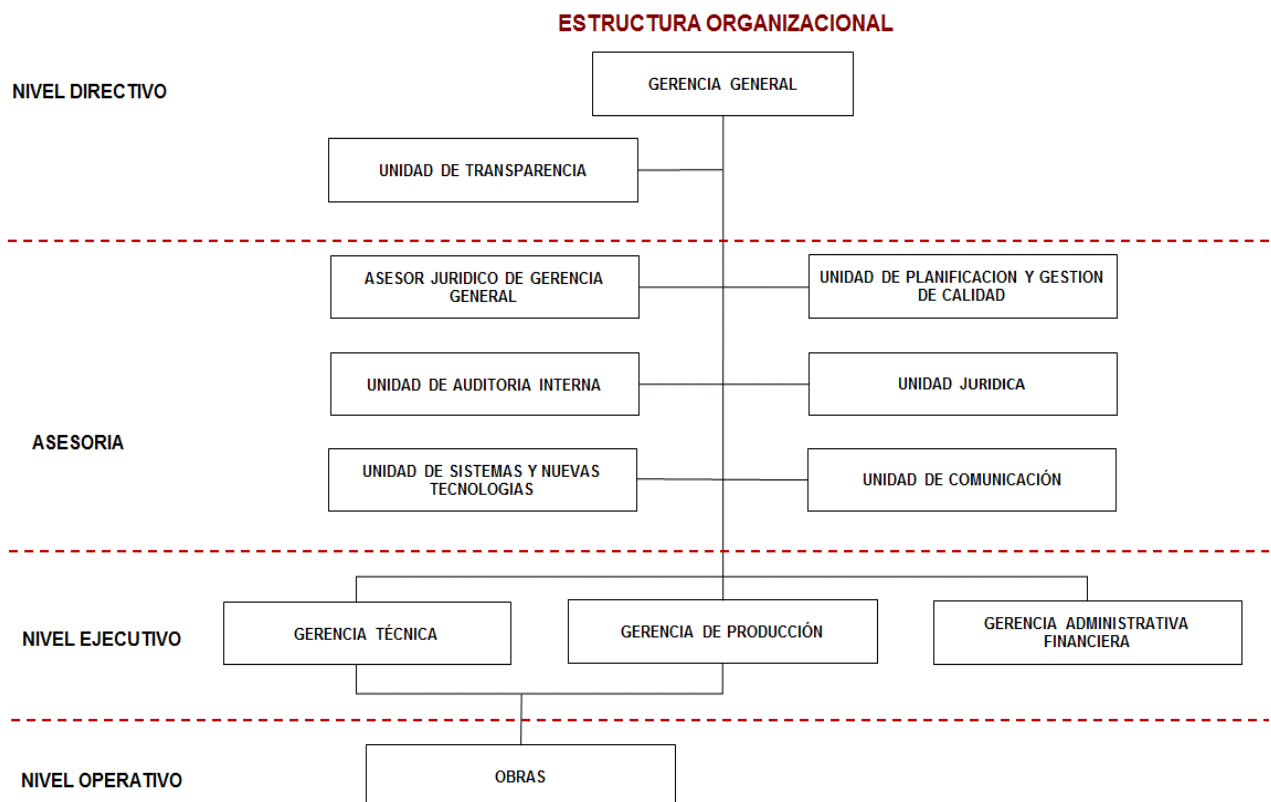 ESTRUCTURA ORGANIZACIONAL
NIVEL DIRECTIVO
GERENCIA GENERAL
UNIDAD DE TRANSPARENCIA
ASESORIA
ASESOR JURIDICO DE GERENCIA
GENERAL
UNIDAD DE PLANIFICACION Y GESTION
DE CALIDAD
UNIDAD DE AUDITORIA INTERNA
UNIDAD JURIDICA
UNIDAD DE SISTEMAS Y NUEVAS
TECNOLOGIAS
UNIDAD DE COMUNICACIÓN
NIVEL EJECUTIVO
GERENCIA TÉCNICA
GERENCIA DE PRODUCCIÓN
GERENCIA ADMINISTRATIVA
FINANCIERA
NIVEL OPERATIVO
OBRAS